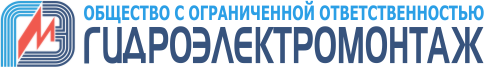 ОБЩЕСТВО С ОГРАНИЧЕННОЙ ОТВЕТСТВЕННОСТЬЮ
ГИДРОЭЛЕКТРОМОНТАЖ